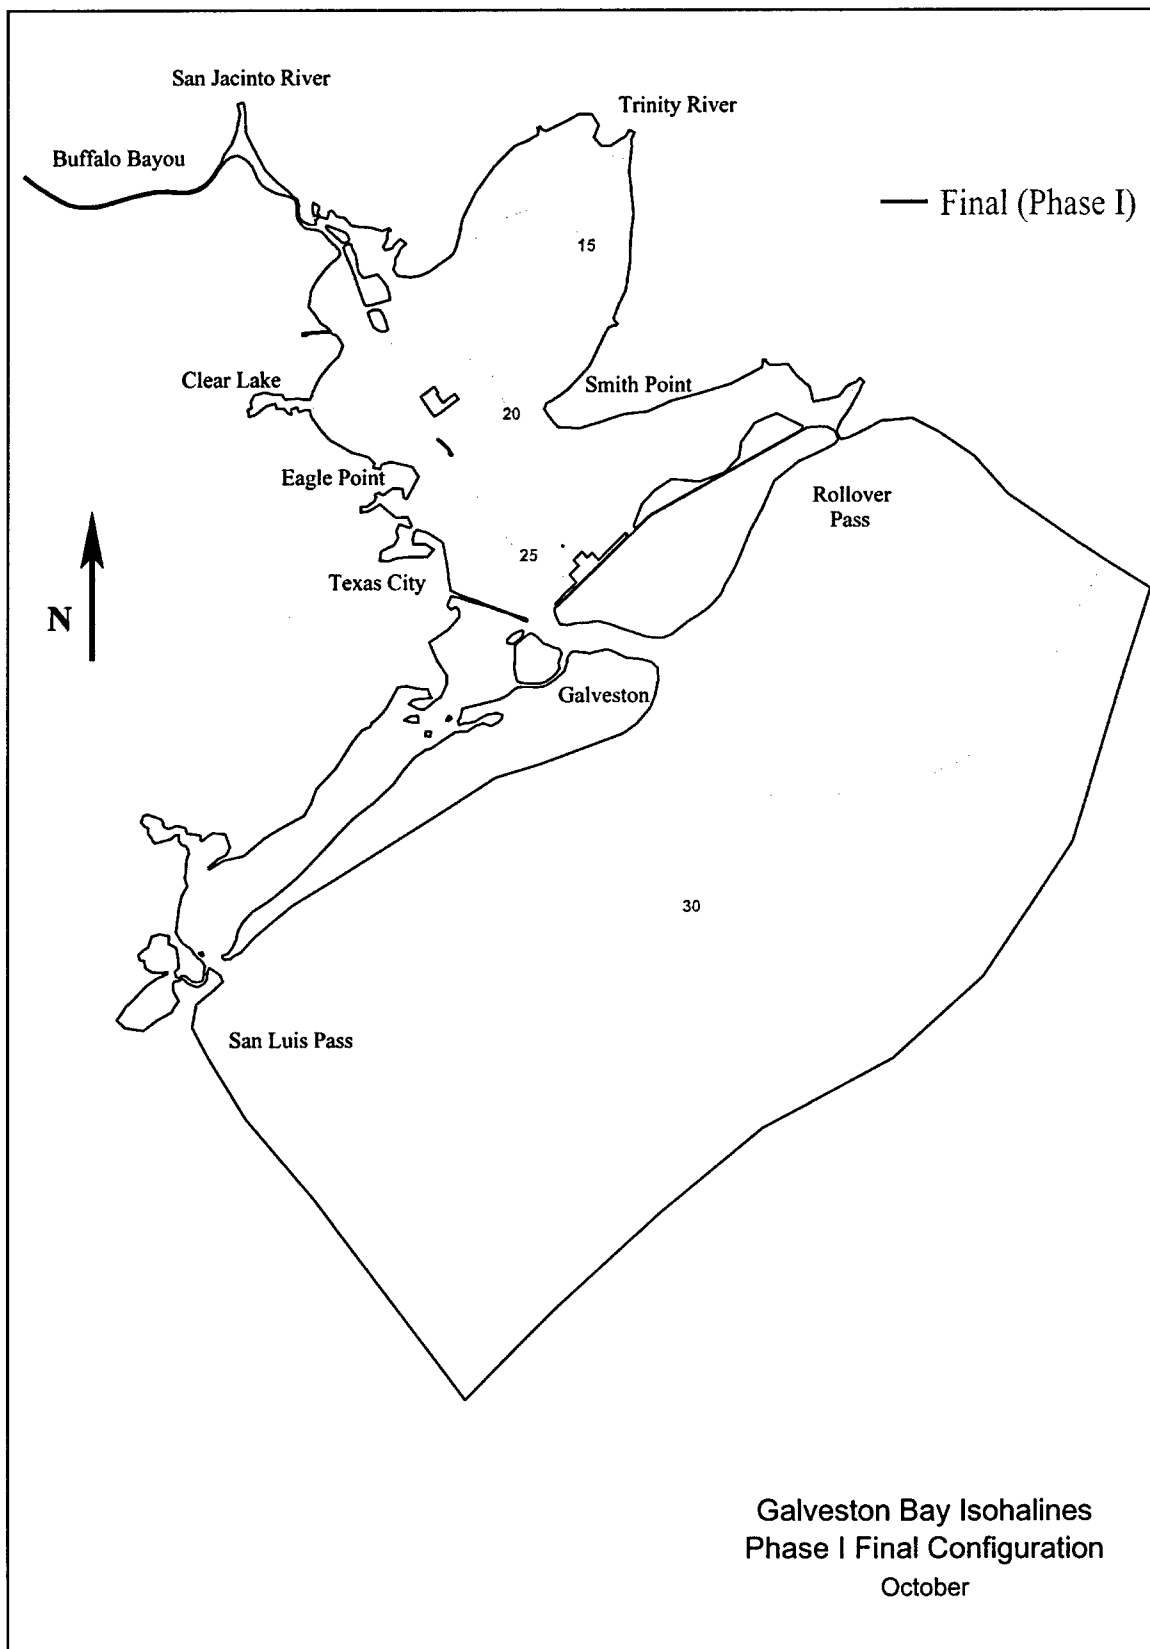 San Jacinto River
Trinity River
Buffalo Bayou
Final (Phase I)
15
Clear Lake
Smith Point
20
Eagle Point
Rollover
Pass
25
Texas City
N
Galveston
30
San Luis Pass
Galveston Bay Isohalines
Phase I Final Configuration
October